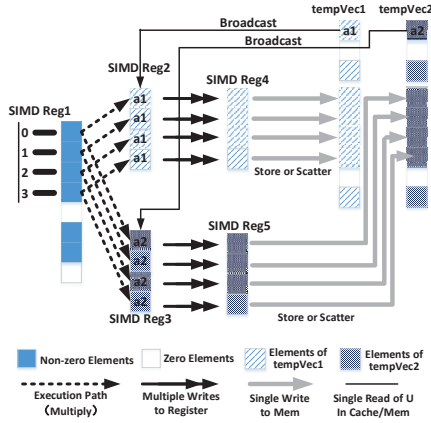 tempVec1 tempVec2
Broadcast
a1 a2
Broadcast
SIMD Reg2 SIMD Reg4
SIMD Reg1
a1
0 a1
1 a1
2 a1
3
Store or Scatter
SIMD Reg5
a2
a2
a2
a2
SIMD Reg3
Store or Scatter
Non-zero Elements Zero Elements Elements of tempVec1 Elements of tempVec2
Execution Path (Multiply) Multiple Writes to Register Single Write to Mem Single Read of U In Cache/Mem